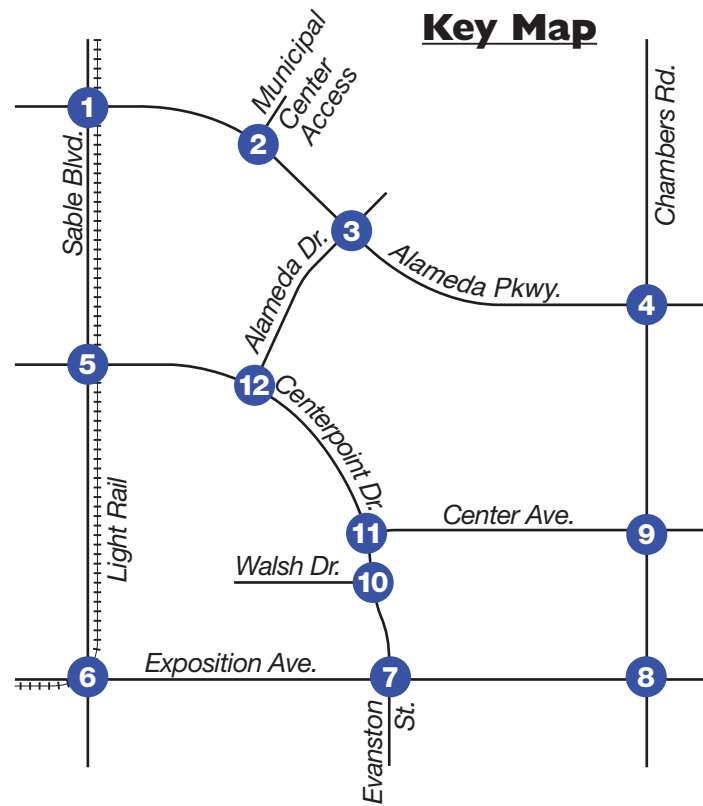 Key Map
Municipal
Center
Access
1
2
Sable Blvd.
Chambers Rd.
3
Alameda Dr.
Alameda Pkwy.
4
5
12
Centerpoint Dr.
Light Rail
11
Center Ave.
9
Walsh Dr.
10
Exposition Ave.
6
7
8
Evanston
St.